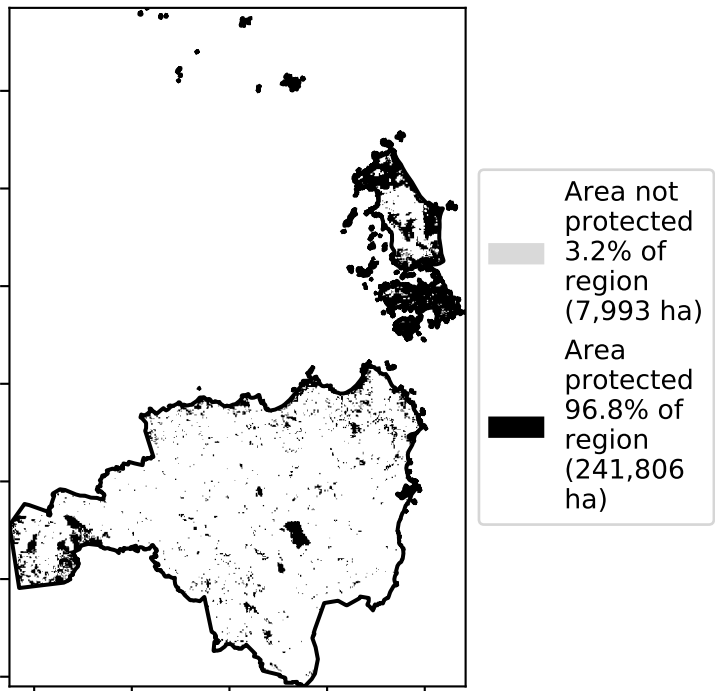 Area not
protected
3.2% of
region
(7,993 ha)
Area
protected
96.8% of
region
(241,806
ha)